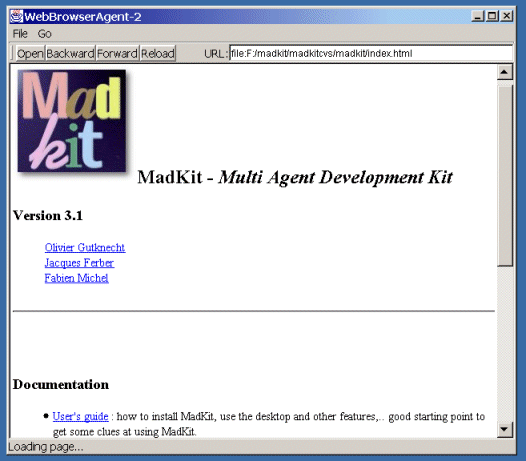 WebBrowserAgent-2
File Go
Open Backward Forward Reload URL: file:F:/madkit/madkitcvs/madkit/index.html
Mad
kit
MadKit - Multi Agent Development Kit
Version 3.1
Olivier Gutknecht
Jacques Ferber
Fabien Michel
Documentation
User's guide : how to install MadKit, use the desktop and other features,.. good starting point to
get some clues at using MadKit.
Loading page...